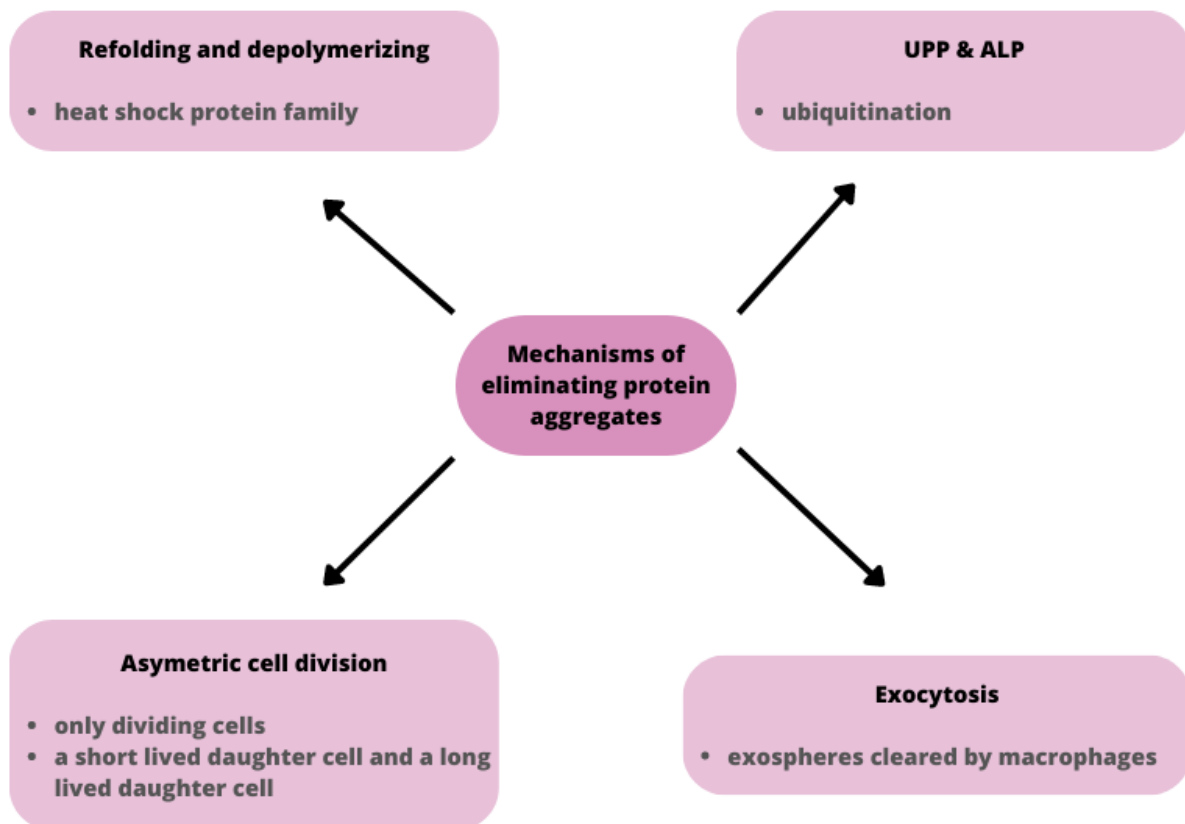 Refolding and depolymerizing
• heat shock protein family
UPP & ALP
• ubiquitination
Mechanisms of
eliminating protein
aggregates
Asymetric cell division
• only dividing cells
• a short lived daughter cell and a long
lived daughter cell
Exocytosis
• exospheres cleared by macrophages